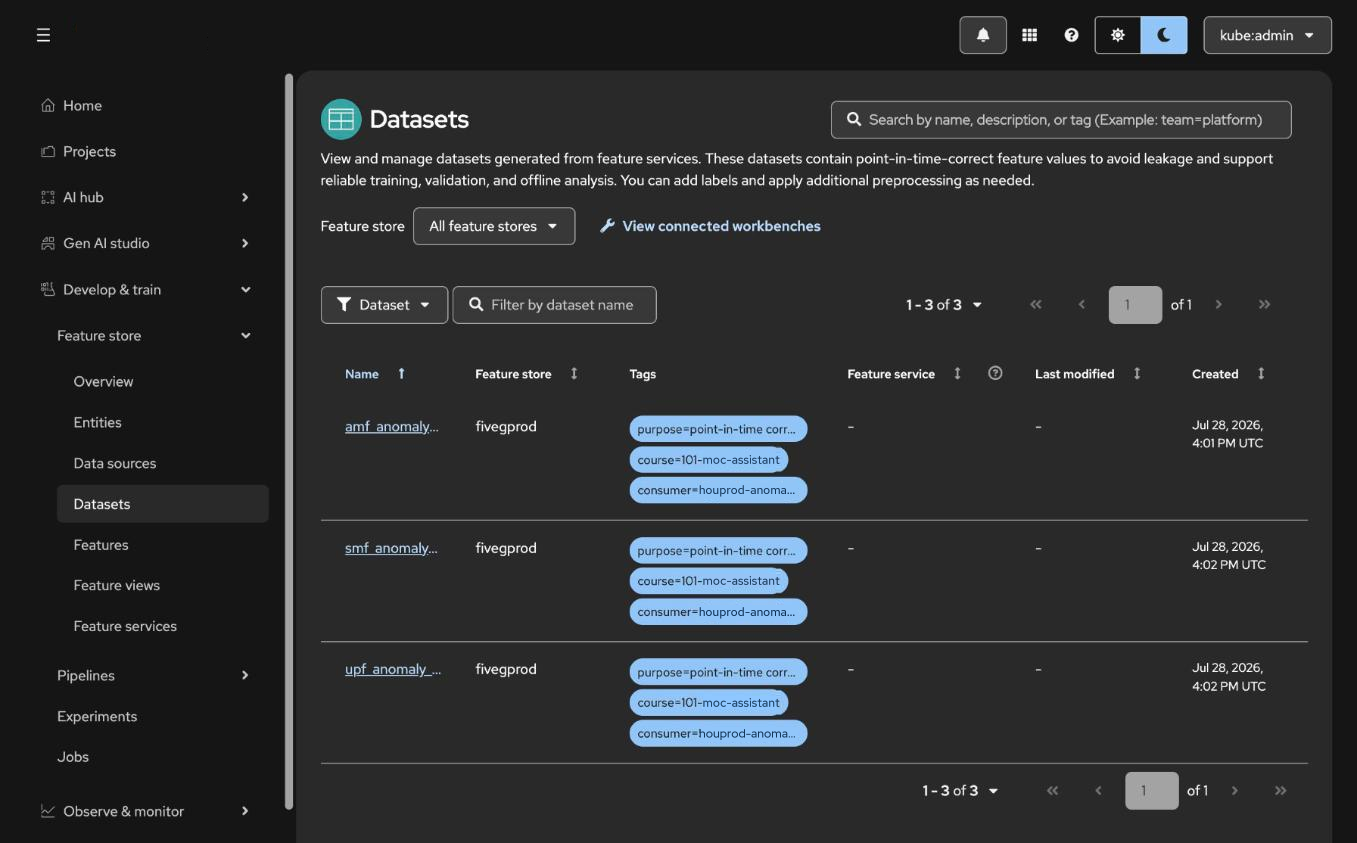 kube:admin
Home
Projects
AI hub
Gen AI studio
Develop & train
Feature store
Overview
Entities
Data sources
Datasets
Features
Feature views
Feature services
Pipelines
Experiments
Jobs
Observe & monitor
Datasets
Search by name, description, or tag (Example: team=platform)
View and manage datasets generated from feature services. These datasets contain point-in-time-correct feature values to avoid leakage and support
reliable training, validation, and offline analysis. You can add labels and apply additional preprocessing as needed.
Feature store All feature stores View connected workbenches
Dataset Filter by dataset name 1 - 3 of 3 1 of 1
Name Feature store Tags Feature service Last modified Created
amf_anomaly... fivegprod purpose=point-in-time corr... - - Jul 28, 2026,
4:01 PM UTC
course=101-moc-assistant
consumer=houprod-anoma...
smf_anomaly... fivegprod purpose=point-in-time corr... - - Jul 28, 2026,
4:02 PM UTC
course=101-moc-assistant
consumer=houprod-anoma...
upf_anomaly_... fivegprod purpose=point-in-time corr... - - Jul 28, 2026,
4:02 PM UTC
course=101-moc-assistant
consumer=houprod-anoma...
1 - 3 of 3 1 of 1